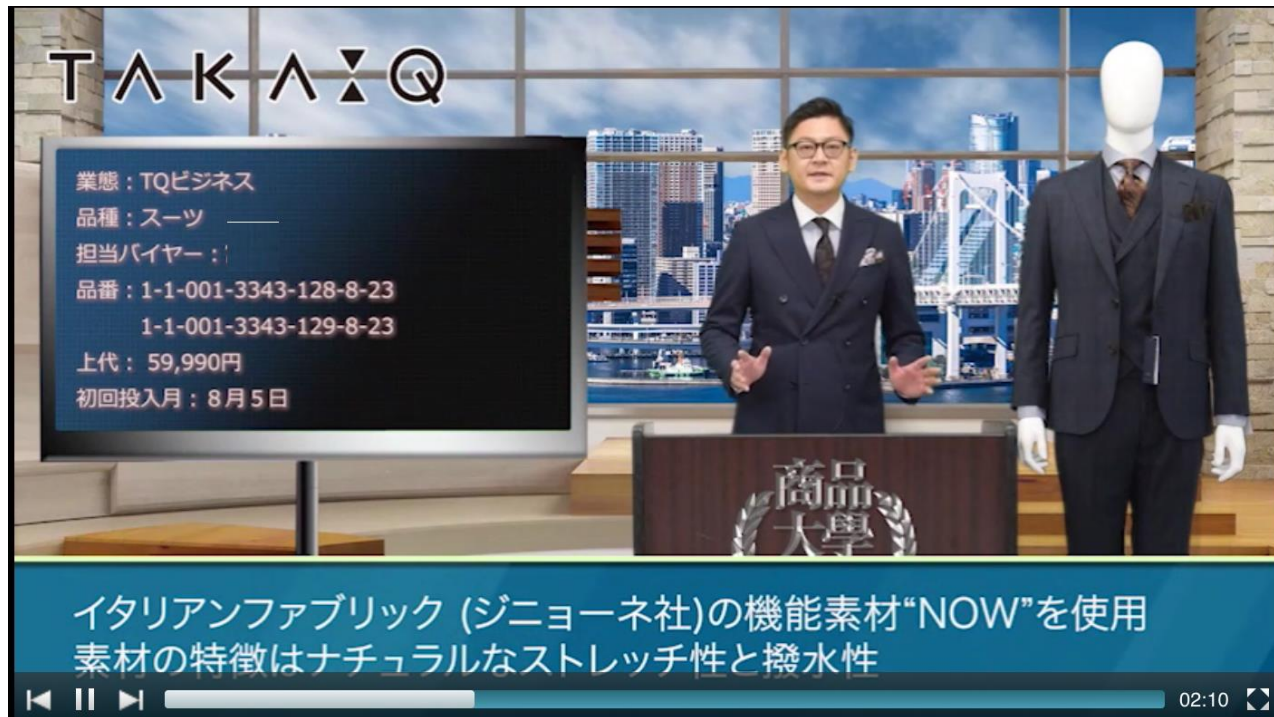 TAKA:Q
業態：TQビジネス
品種：スーツ
担当バイヤー：
品番：1-1-001-3343-128-8-23
1-1-001-3343-129-8-23
上代： 59,990円
初回投入月：８月５日
商品
大學
イタリアンファブリック (ジニョーネ社)の機能素材“NOW”を使用
素材の特徴はナチュラルなストレッチ性と撥水性
02:10